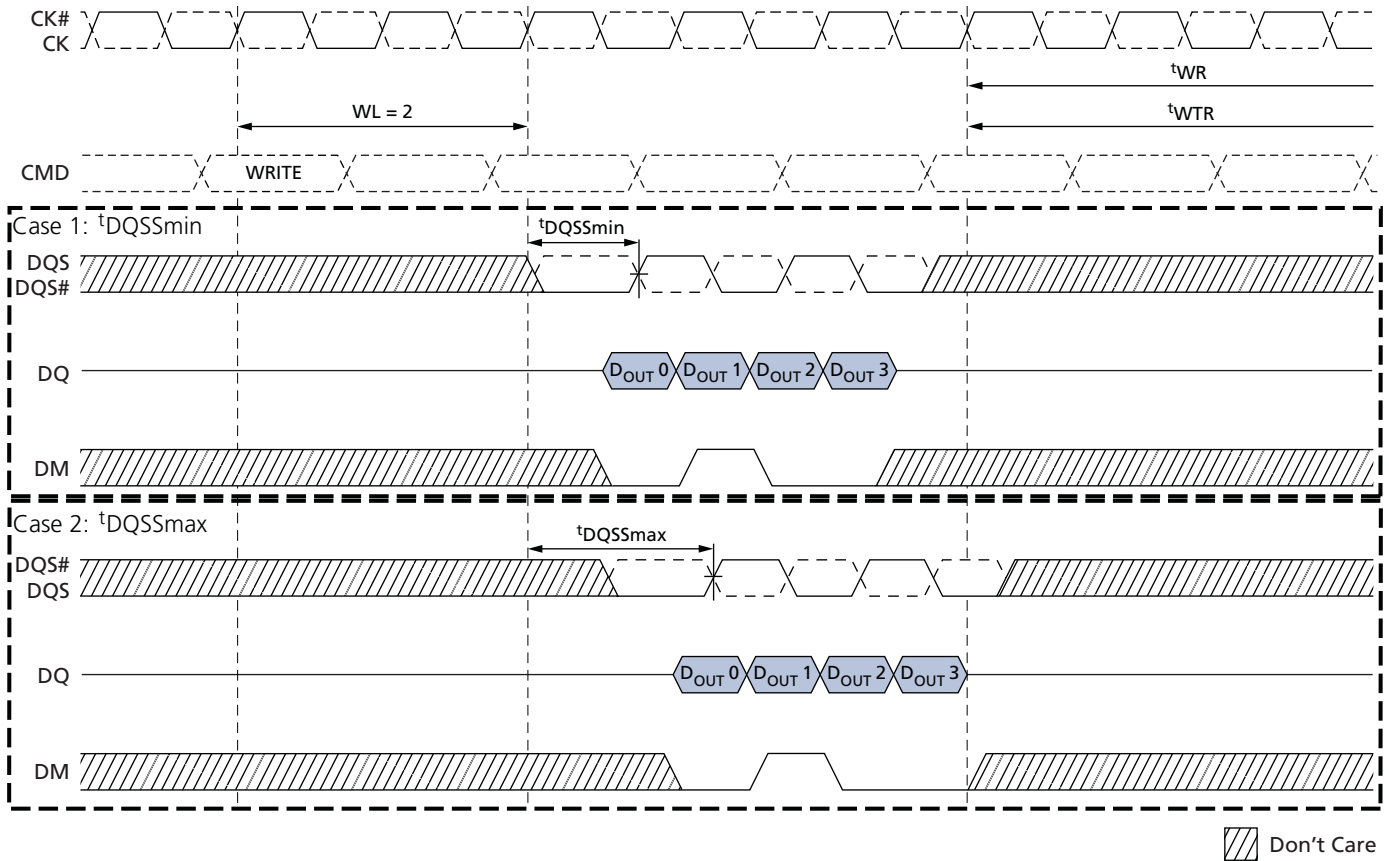 CK#
CK
tWR
WL = 2
tWTR
CMD
WRITE
Case 1: tDQSSmin
tDQSSmin
DQS
DQS#
DQ
DOUT 0 DOUT 1 DOUT 2 DOUT 3
DM
Case 2: tDQSSmax
tDQSSmax
DQS#
DQS
DQ
DOUT 0 DOUT 1 DOUT 2 DOUT 3
DM
Don't Care